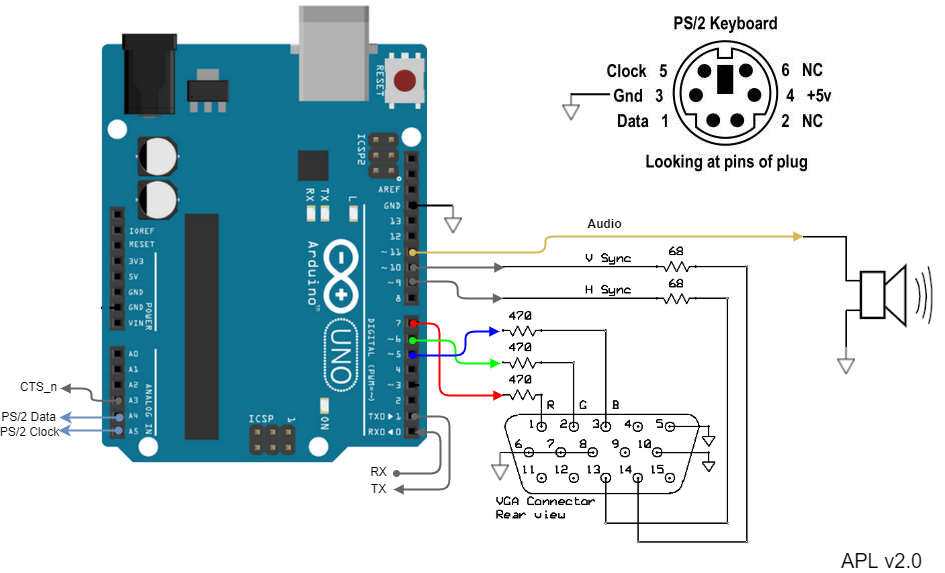 PS/2 Keyboard
Clock 5
6 NC
Gnd 3
4 +5v
Data 1
2 NC
Looking at pins of plug
RESET
ICSP2
AREF
GND
13
12
~11
~10
~9
8
7
~6
~5
4
~3
2
TX0▶1
RX0◀0
DIGITAL (PWM=~)
RX
TX
L
Arduino™
UNO
ON
ICSP
1
IOREF
RESET
3V3
5V
GND
GND
VIN
POWER
A0
A1
A2
A3
A4
A5
ANALOG IN
CTS_n
PS/2 Data
PS/2 Clock
RX
TX
Audio
V Sync
68
H Sync
68
470
470
470
R G B
1 2 3 4 5
6 7 8 9 10
11 12 13 14 15
VGA Connector
Rear view
APL v2.0